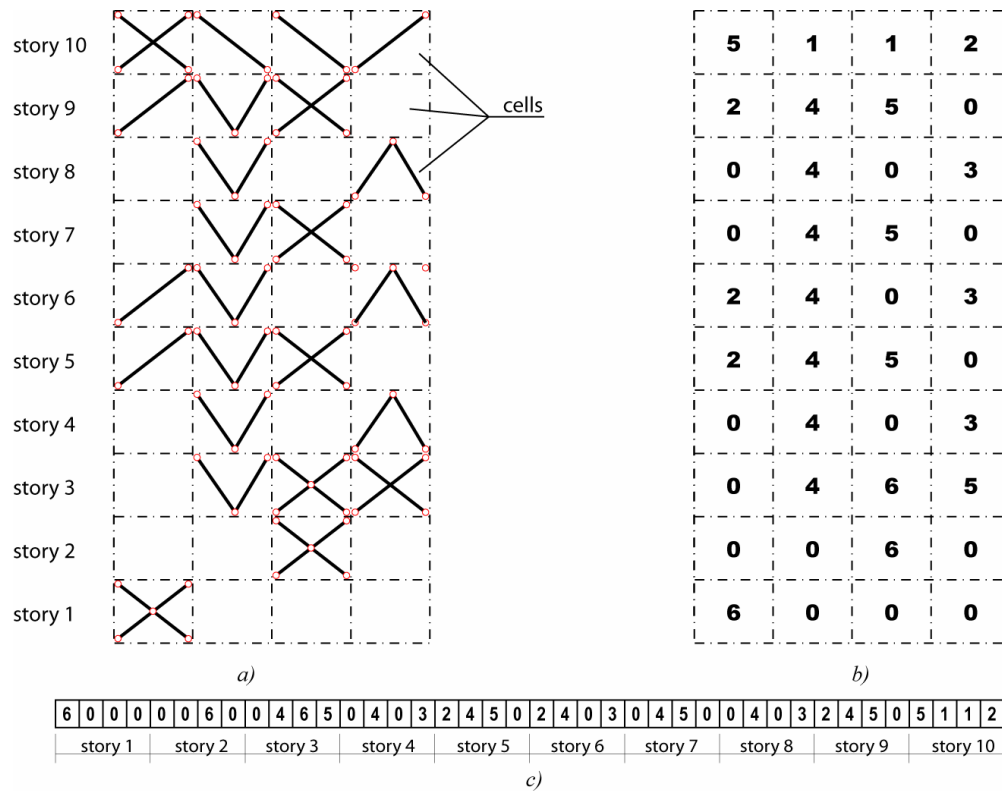 story 10 5 1 1 2
cells
story 9 2 4 5 0
story 8 0 4 0 3
story 7 0 4 5 0
story 6 2 4 0 3
story 5 2 4 5 0
story 4 0 4 0 3
story 3 0 4 6 5
story 2 0 0 6 0
story 1 6 0 0 0
a) b)
6 0 0 0 0 0 6 0 0 4 6 5 0 4 0 3 2 4 5 0 2 4 0 3 0 4 5 0 0 4 0 3 2 4 5 0 5 1 1 2
story 1 story 2 story 3 story 4 story 5 story 6 story 7 story 8 story 9 story 10
c)